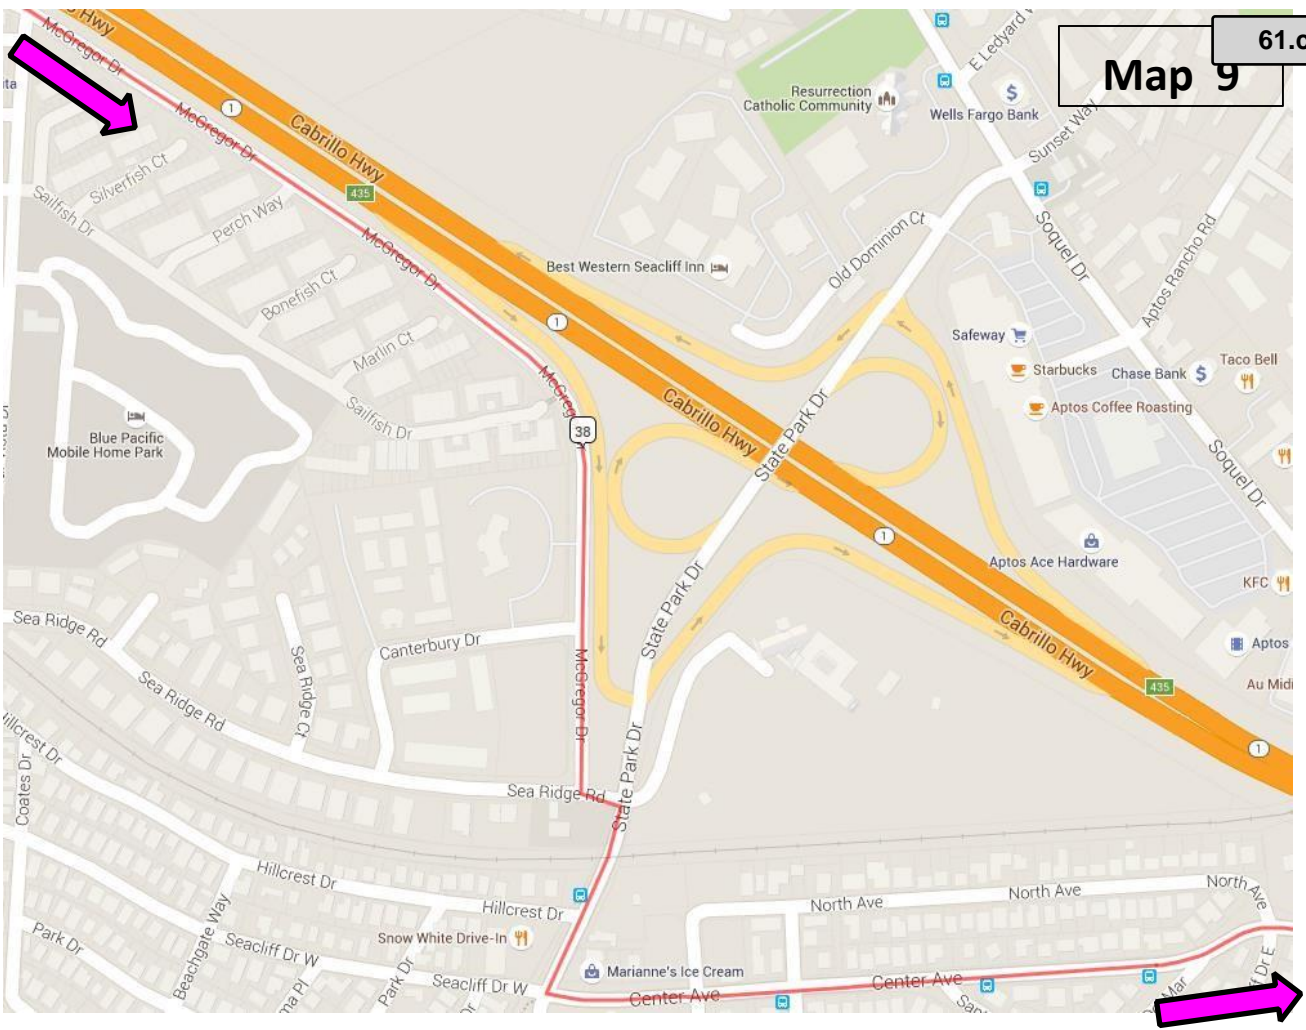 61.c
Map 9
Hwy
McGregor Dr
1
McGregor Dr
Cabrillo Hwy
435
Resurrection
Catholic Community
Wells Fargo Bank
E Ledyard
Sunset Way
Silverfish Ct
Sailfish Dr
Perch Way
McGregor Dr
Bonefish Ct
Marlin Ct
Sailfish Dr
Best Western Seacliff Inn
Old Dominion Ct
Soquel Dr
Aptos Rancho Rd
1
Safeway
Starbucks
Chase Bank
Taco Bell
Aptos Coffee Roasting
Soquel Dr
Blue Pacific
Mobile Home Park
38
Cabrillo Hwy
State Park Dr
1
Aptos Ace Hardware
KFC
Aptos
Au Midi
Cabrillo Hwy
435
1
State Park Dr
Sea Ridge Rd
Sea Ridge Rd
Sea Ridge Ct
Canterbury Dr
McGregor Dr
State Park Dr
Sea Ridge Rd
Hillcrest Dr
Coates Dr
Hillcrest Dr
Hillcrest Dr
Snow White Drive-In
Beachgate Way
Seacliff Dr W
Park Dr
Park Dr
Seacliff Dr W
Marianne's Ice Cream
Center Ave
Center Ave
North Ave
North Ave
North Ave